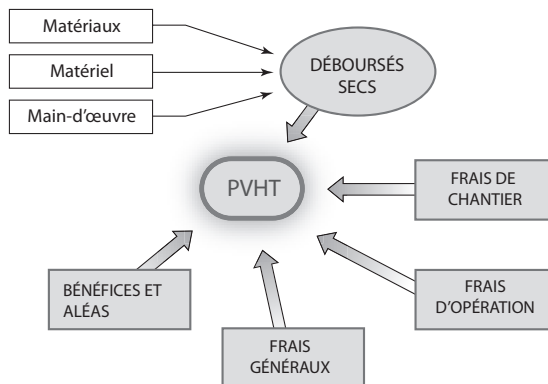 Matériaux
Matériel
Main-d'œuvre
DÉBOURSÉS
SECS
PVHT
FRAIS DE
CHANTIER
BÉNÉFICES ET
ALÉAS
FRAIS
GÉNÉRAUX
FRAIS
D'OPÉRATION